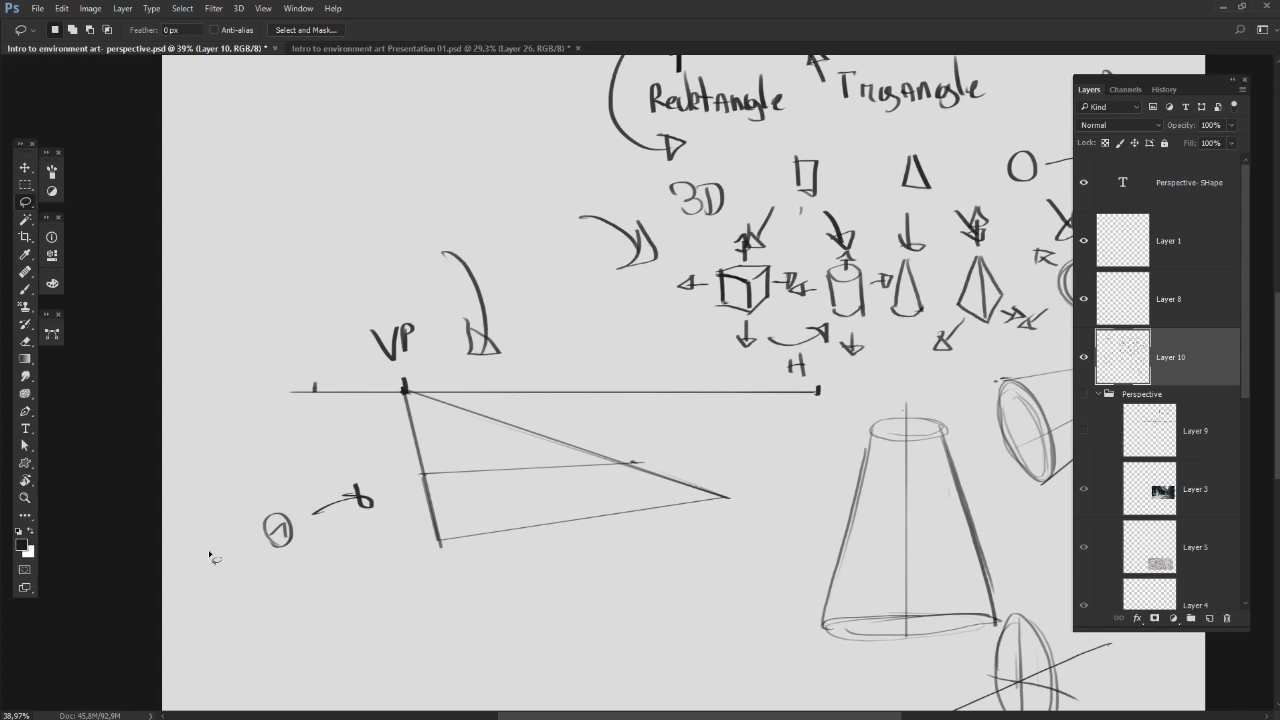 Ps File Edit Image Layer Type Select Filter 3D View Window Help
Feather: 0 px Anti-alias Select and Mask...
Intro to environment art- perspective.psd @ 39% (Layer 10, RGB/8) * × Intro to environment art Presentation 01.psd @ 29,3% (Layer 26, RGB/8) * ×
Recktangle Triyangle
3D
VP
H
1
Layers Channels History
Kind
Normal Opacity: 100%
Lock: Fill: 100%
T Perspective- SHape
Layer 1
Layer 8
Layer 10
Perspective
Layer 9
Layer 3
Layer 5
Layer 4
fx
38,97% Doc: 45,8M/92,9M